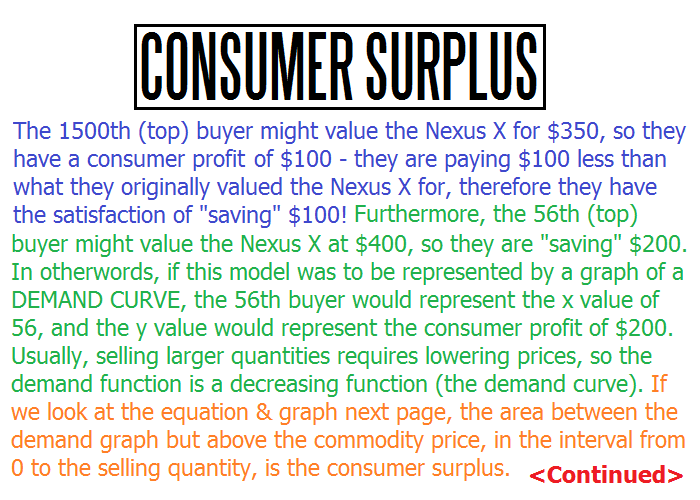 CONSUMER SURPLUS
The 1500th (top) buyer might value the Nexus X for $350, so they
have a consumer profit of $100 - they are paying $100 less than
what they originally valued the Nexus X for, therefore they have
the satisfaction of "saving" $100! Furthermore, the 56th (top)
buyer might value the Nexus X at $400, so they are "saving" $200.
In otherwords, if this model was to be represented by a graph of a
DEMAND CURVE, the 56th buyer would represent the x value of
56, and the y value would represent the consumer profit of $200.
Usually, selling larger quantities requires lowering prices, so the
demand function is a decreasing function (the demand curve). If
we look at the equation & graph next page, the area between the
demand graph but above the commodity price, in the interval from
0 to the selling quantity, is the consumer surplus. <Continued>